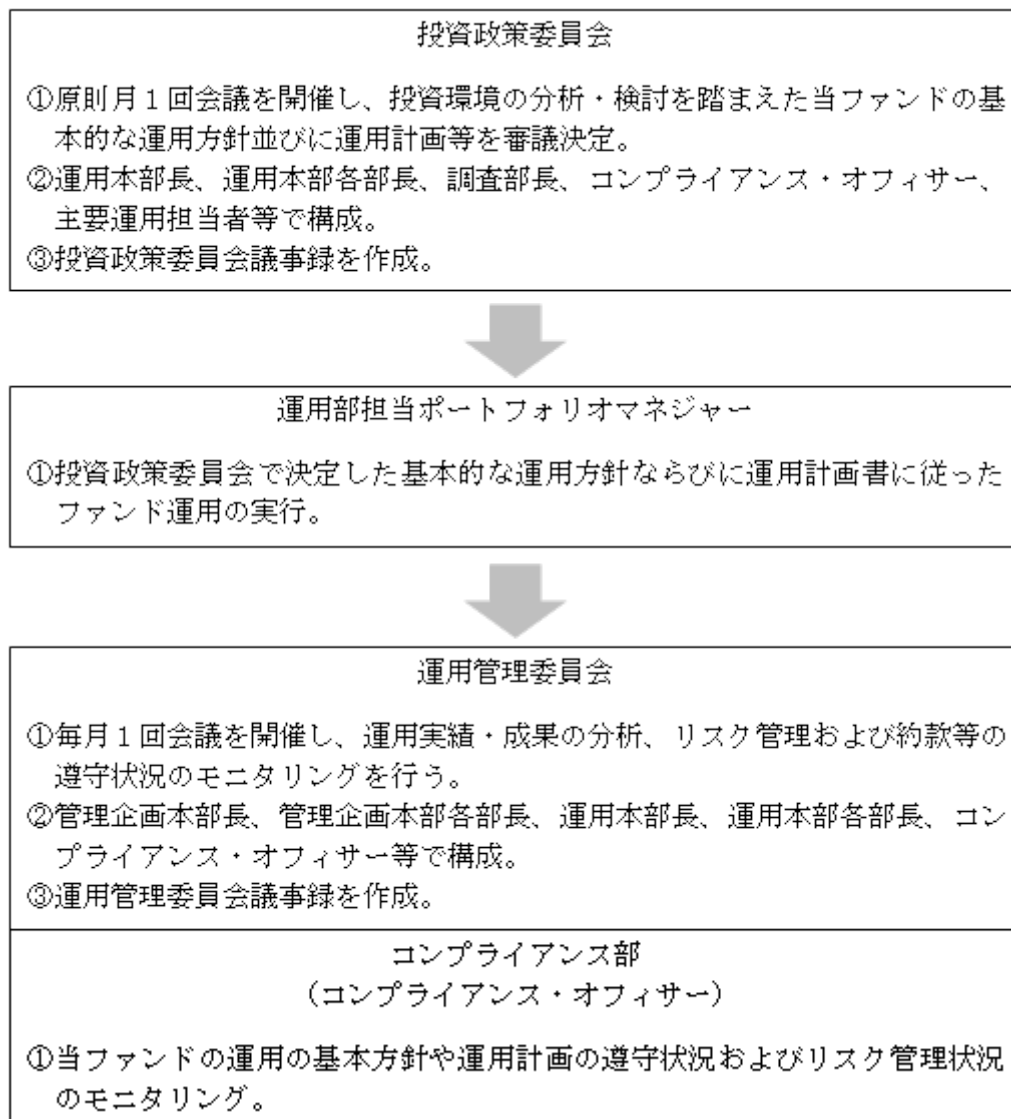 投資政策委員会
①原則月１回会議を開催し、投資環境の分析・検討を踏まえた当ファンドの基
本的な運用方針並びに運用計画等を審議決定。
②運用本部長、運用本部各部長、調査部長、コンプライアンス・オフィサー、
主要運用担当者等で構成。
③投資政策委員会議事録を作成。
運用部担当ポートフォリオマネジャー
①投資政策委員会で決定した基本的な運用方針ならびに運用計画書に従った
ファンド運用の実行。
運用管理委員会
①毎月１回会議を開催し、運用実績・成果の分析、リスク管理および約款等の
遵守状況のモニタリングを行う。
②管理企画本部長、管理企画本部各部長、運用本部長、運用本部各部長、コン
プライアンス・オフィサー等で構成。
③運用管理委員会議事録を作成。
コンプライアンス部
（コンプライアンス・オフィサー）
①当ファンドの運用の基本方針や運用計画の遵守状況およびリスク管理状況
のモニタリング。